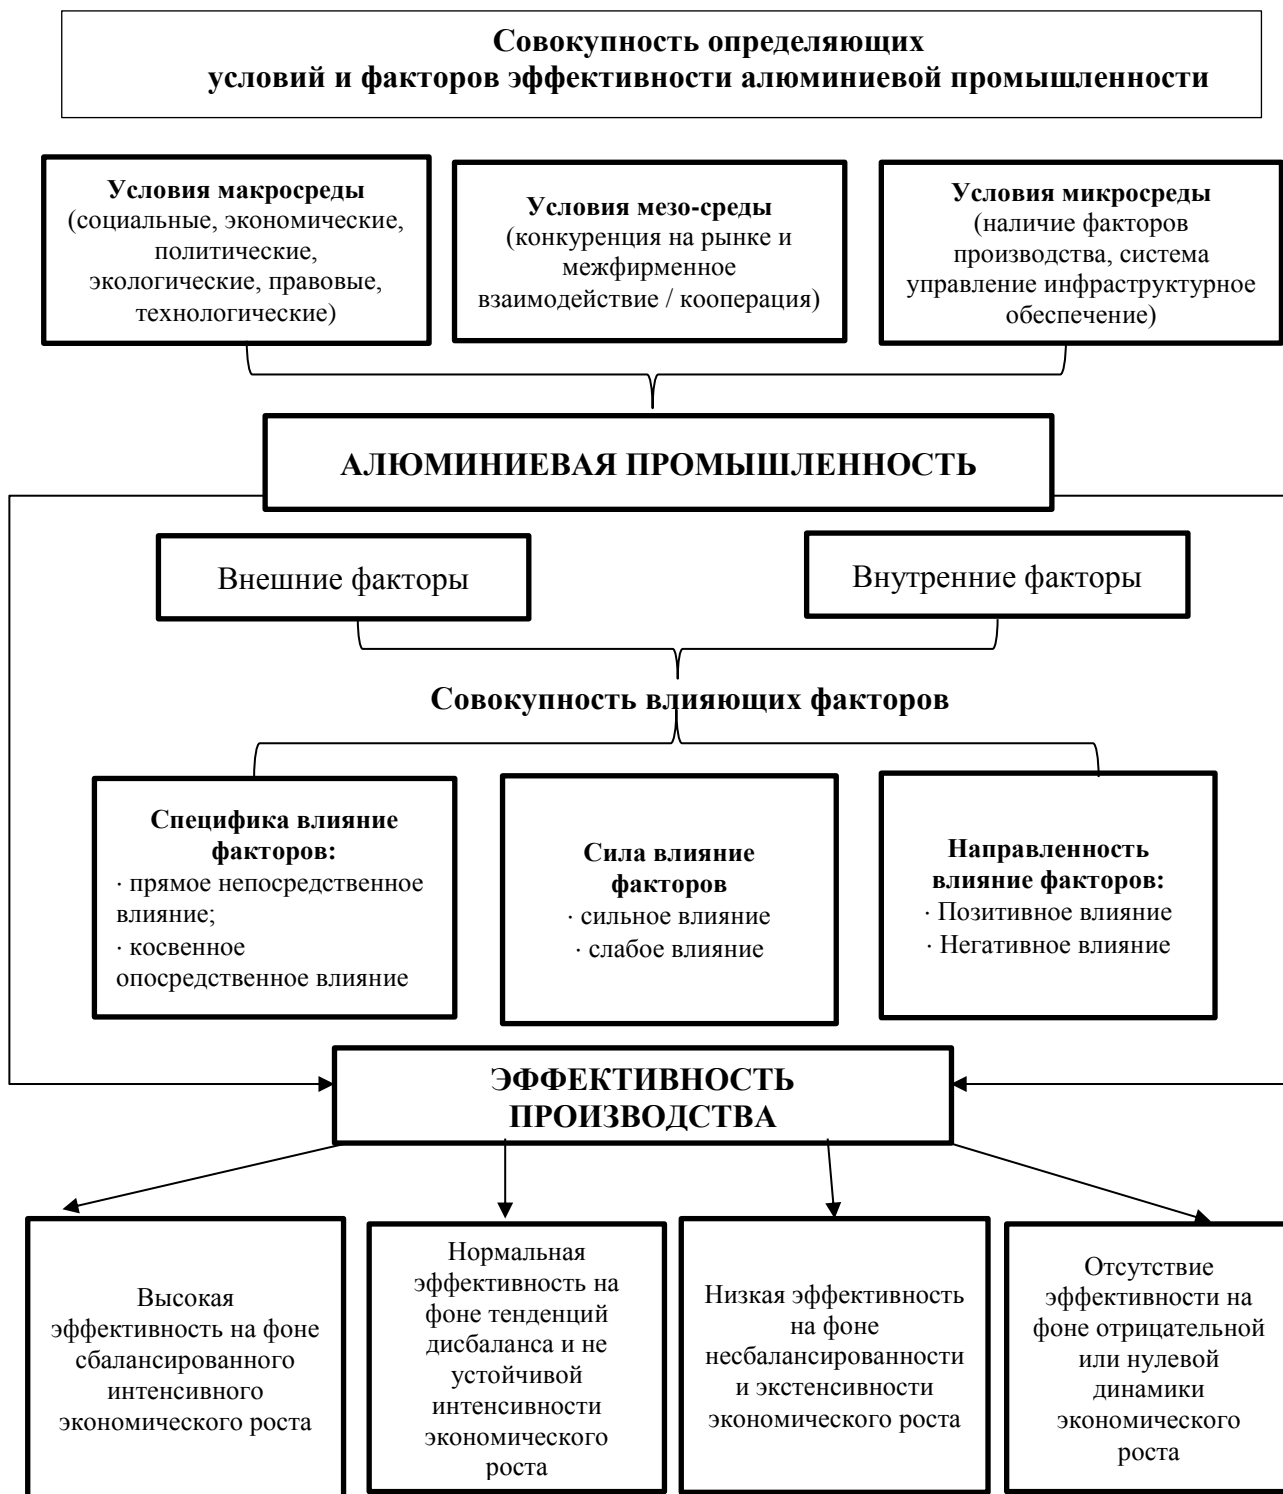 Совокупность определяющих
условий и факторов эффективности алюминиевой промышленности
Условия макросреды
(социальные, экономические,
политические,
экологические, правовые,
технологические)
Условия мезо-среды
(конкуренция на рынке и
межфирменное
взаимодействие / кооперация)
Условия микросреды
(наличие факторов
производства, система
управление инфраструктурное
обеспечение)
АЛЮМИНИЕВАЯ ПРОМЫШЛЕННОСТЬ
Внешние факторы
Внутренние факторы
Совокупность влияющих факторов
Специфика влияние
факторов:
· прямое непосредственное
влияние;
· косвенное
опосредственное влияние
Сила влияние
факторов
· сильное влияние
· слабое влияние
Направленность
влияние факторов:
· Позитивное влияние
· Негативное влияние
ЭФФЕКТИВНОСТЬ
ПРОИЗВОДСТВА
Высокая
эффективность на фоне
сбалансированного
интенсивного
экономического роста
Нормальная
эффективность на
фоне тенденций
дисбаланса и не
устойчивой
интенсивности
экономического
роста
Низкая эффективность
на фоне
несбалансированности
и экстенсивности
экономического роста
Отсутствие
эффективности на
фоне отрицательной
или нулевой
динамики
экономического
роста